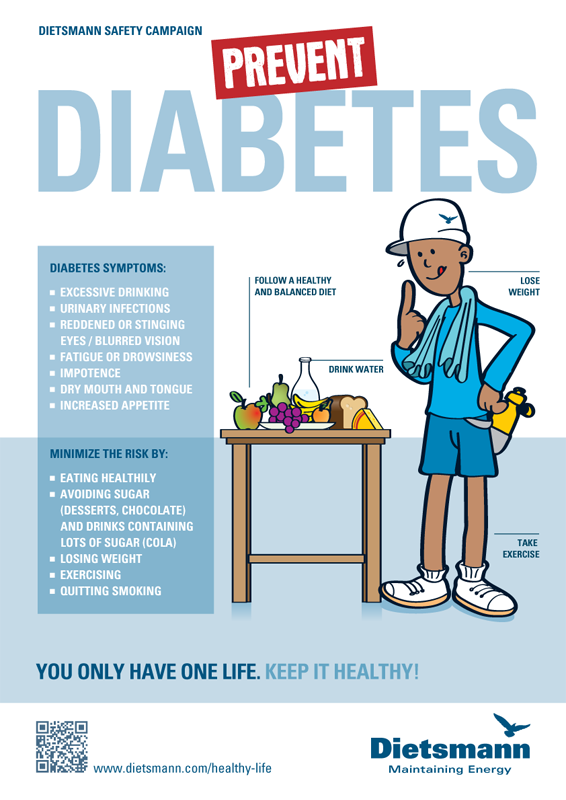 DIETSMANN SAFETY CAMPAIGN
PREVENT
DIABETES
DIABETES SYMPTOMS:
EXCESSIVE DRINKING
URINARY INFECTIONS
REDDENED OR STINGING
EYES / BLURRED VISION
FATIGUE OR DROWSINESS
IMPOTENCE
DRY MOUTH AND TONGUE
INCREASED APPETITE
MINIMIZE THE RISK BY:
EATING HEALTHILY
AVOIDING SUGAR
(DESSERTS, CHOCOLATE)
AND DRINKS CONTAINING
LOTS OF SUGAR (COLA)
LOSING WEIGHT
EXERCISING
QUITTING SMOKING
FOLLOW A HEALTHY
AND BALANCED DIET
DRINK WATER
LOSE
WEIGHT
TAKE
EXERCISE
YOU ONLY HAVE ONE LIFE. KEEP IT HEALTHY!
www.dietsmann.com/healthy-life
Dietsmann
Maintaining Energy